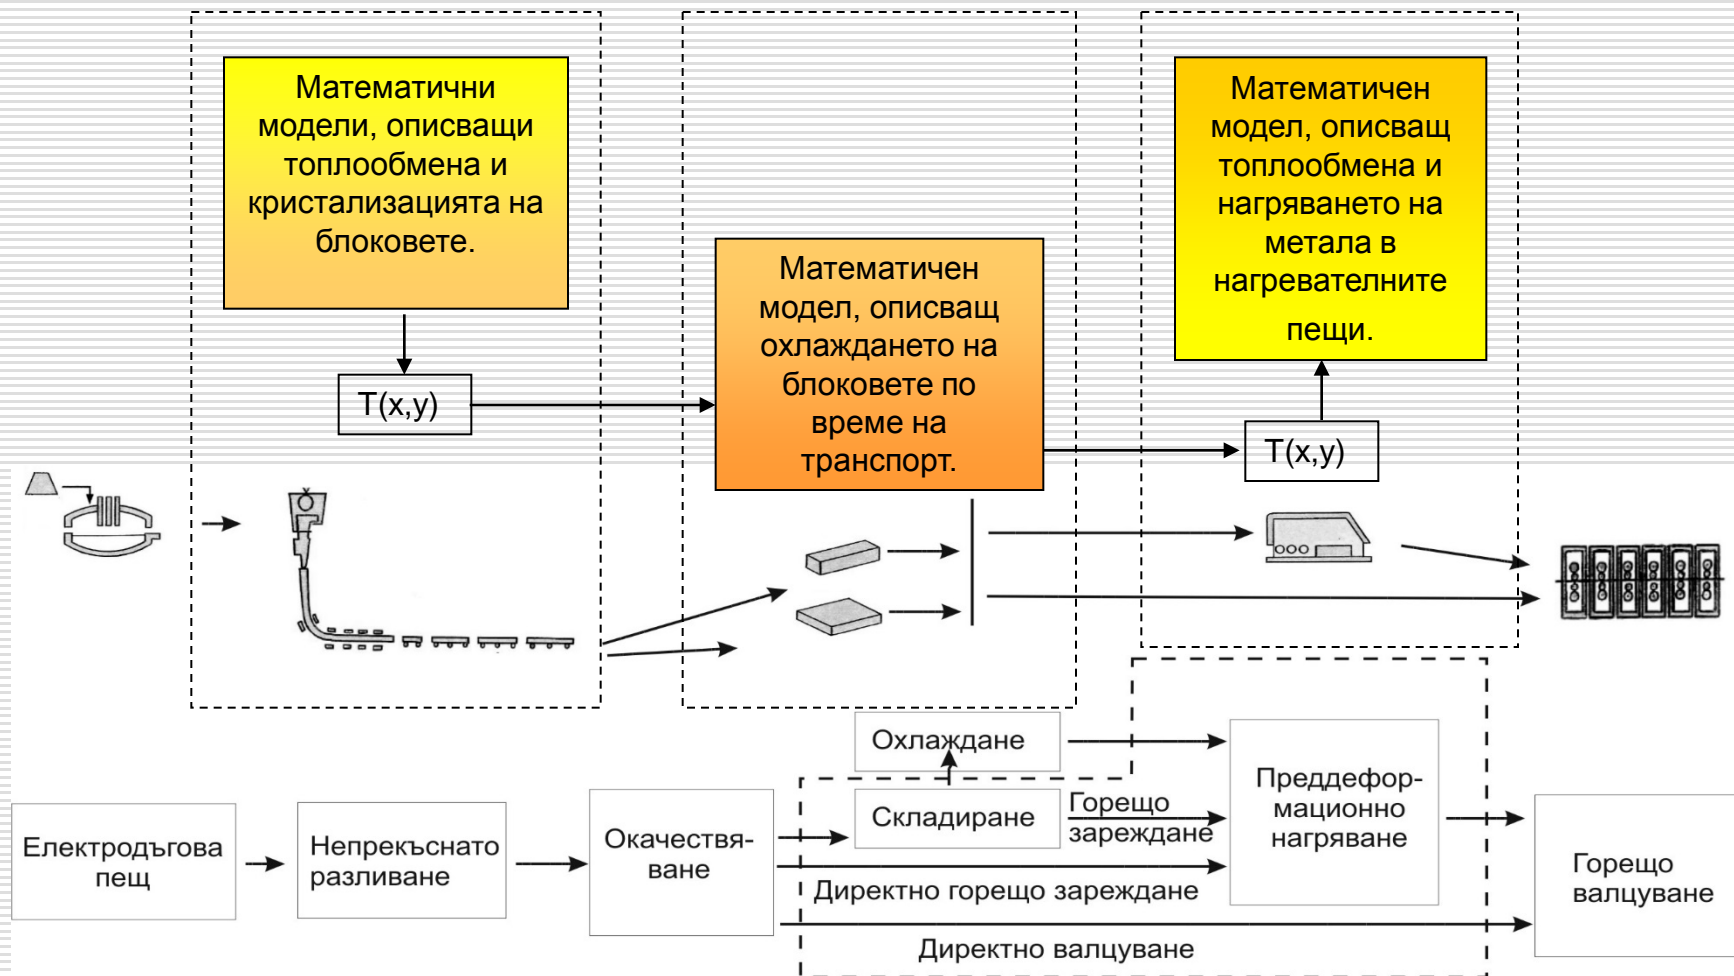 Математични
модели, описващи
топлообмена и
кристализацията на
блоковете.
T(x,y)
Математичен
модел, описващ
охлаждането на
блоковете по
време на
транспорт.
Математичен
модел, описващ
топлообмена и
нагряването на
метала в
нагревателните
пещи.
T(x,y)
Електродъгова
пещ
Непрекъснато
разливане
Окачествя-
ване
Охлаждане
Складиране
Горещо
зареждане
Директно горещо зареждане
Директно валцуване
Преддефор-
мационно
нагряване
Горещо
валцуване